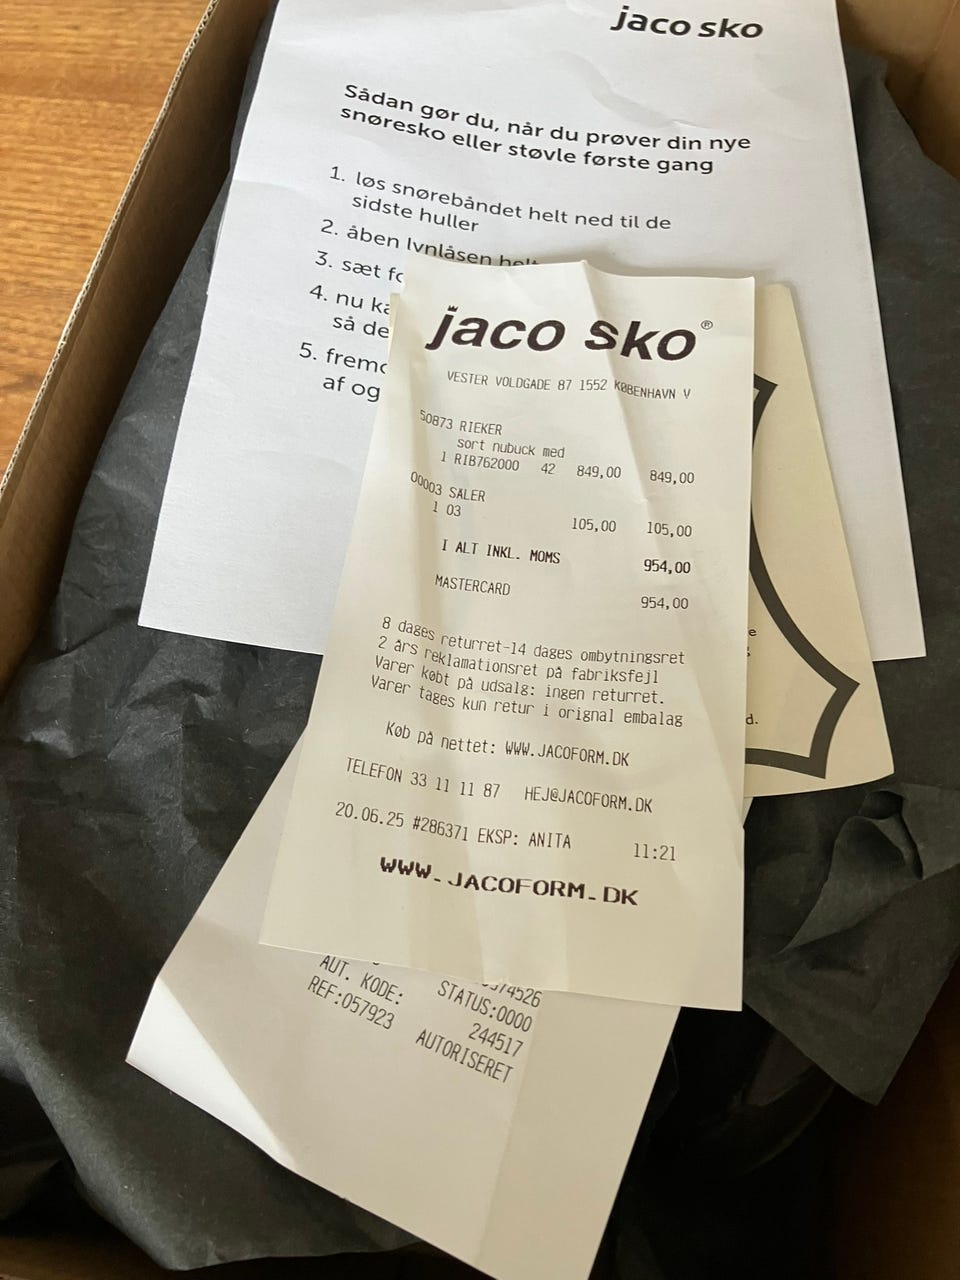 jaco sko
Sådan gør du, når du prøver din nye
snøresko eller støvle første gang
1. løs snørebåndet helt ned til de
sidste huller
2. åben lynlåsen helt
3. sæt
4. nu
så de
5.
af og
jaco sko®
VESTER VOLDGADE 87 1552 KØBENHAVN V
50873 RIEKER
sort nubuck med
1 RIB762000 42 849,00 849,00
00003 SALER
1 03 105,00 105,00
I ALT INKL. MOMS 954,00
MASTERCARD 954,00
8 dages returret-14 dages ombytningsret
2 års reklamationsret på fabriksfejl
Varer købt på udsalg: ingen returret.
Varer tages kun retur i orignal embalag
Køb på nettet: WWW.JACOFORM.DK
TELEFON 33 11 11 87 HEJ@JACOFORM.DK
20.06.25 #286371 EKSP: ANITA 11:21
WWW.JACOFORM.DK
STATUS:0000
AUT. KODE: 244517
REF:057923 AUTORISERET